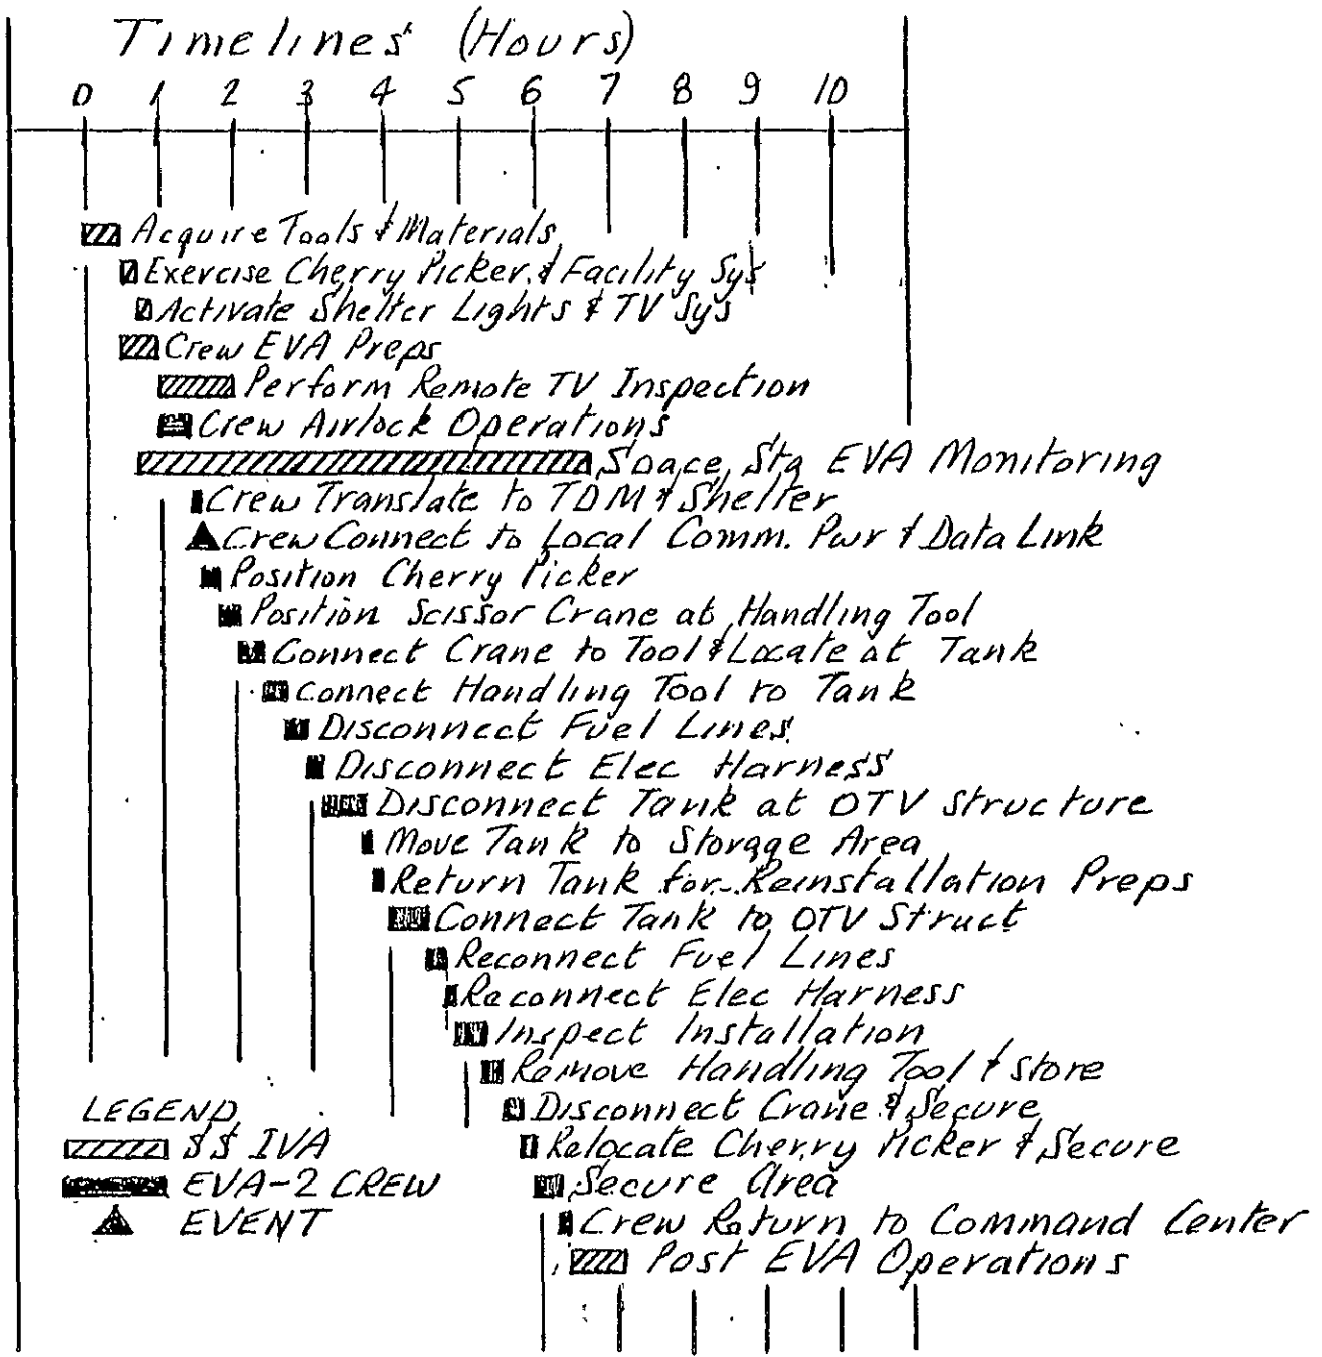 Timelines (Hours)
0 1 2 3 4 5 6 7 8 9 10
Acquire Tools & Materials
Exercise Cherry Picker & Facility Sys
Activate Shelter Lights & TV Sys
Crew EVA Preps
Perform Remote TV Inspection
Crew Airlock Operations
Space Sta EVA Monitoring
Crew Translate to TDM & Shelter
Crew Connect to Local Comm. Pwr & Data Link
Position Cherry Picker
Position Scissor Crane at Handling Tool
Connect Crane to Tool & Locate at Tank
Connect Handling Tool to Tank
Disconnect Fuel Lines
Disconnect Elec Harness
Disconnect Tank at OTV Structure
Move Tank to Storage Area
Return Tank for Reinstallation Preps
Connect Tank to OTV Struct
Reconnect Fuel Lines
Reconnect Elec Harness
Inspect Installation
Remove Handling Tool & Store
Disconnect Crane & Secure
Relocate Cherry Picker & Secure
Secure Area
Crew Return to Command Center
Post EVA Operations
LEGEND
SS IVA
EVA-2 CREW
EVENT